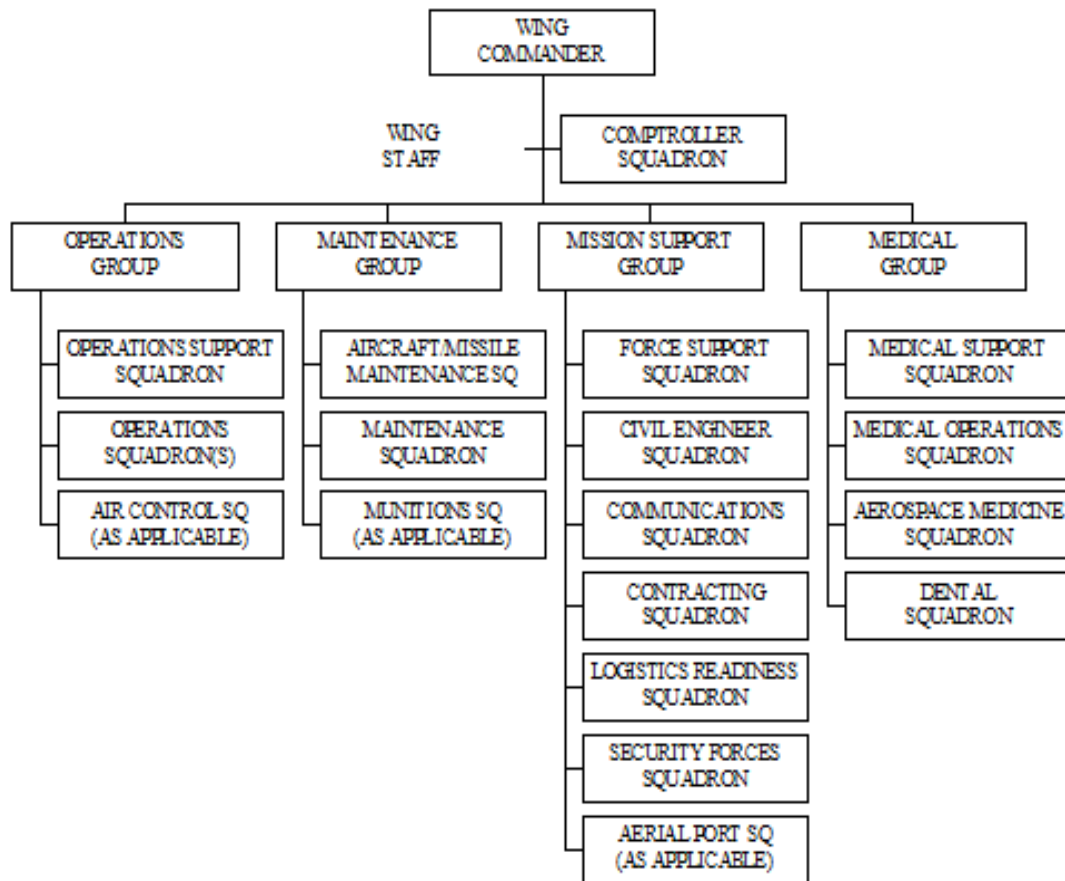 WING
COMMANDER
WING
STAFF
COMPTROLLER
SQUADRON
OPERATIONS
GROUP
MAINTENANCE
GROUP
MISSION SUPPORT
GROUP
MEDICAL
GROUP
OPERATIONS SUPPORT
SQUADRON
OPERATIONS
SQUADRON(S)
AIR CONTROL SQ
(AS APPLICABLE)
AIRCRAFT/MISSILE
MAINTENANCE SQ
MAINTENANCE
SQUADRON
MUNITIONS SQ
(AS APPLICABLE)
FORCE SUPPORT
SQUADRON
CIVIL ENGINEER
SQUADRON
COMMUNICATIONS
SQUADRON
CONTRACTING
SQUADRON
LOGISTICS READINESS
SQUADRON
SECURITY FORCES
SQUADRON
AERIAL PORT SQ
(AS APPLICABLE)
MEDICAL SUPPORT
SQUADRON
MEDICAL OPERATIONS
SQUADRON
AEROSPACE MEDICINE
SQUADRON
DENTAL
SQUADRON